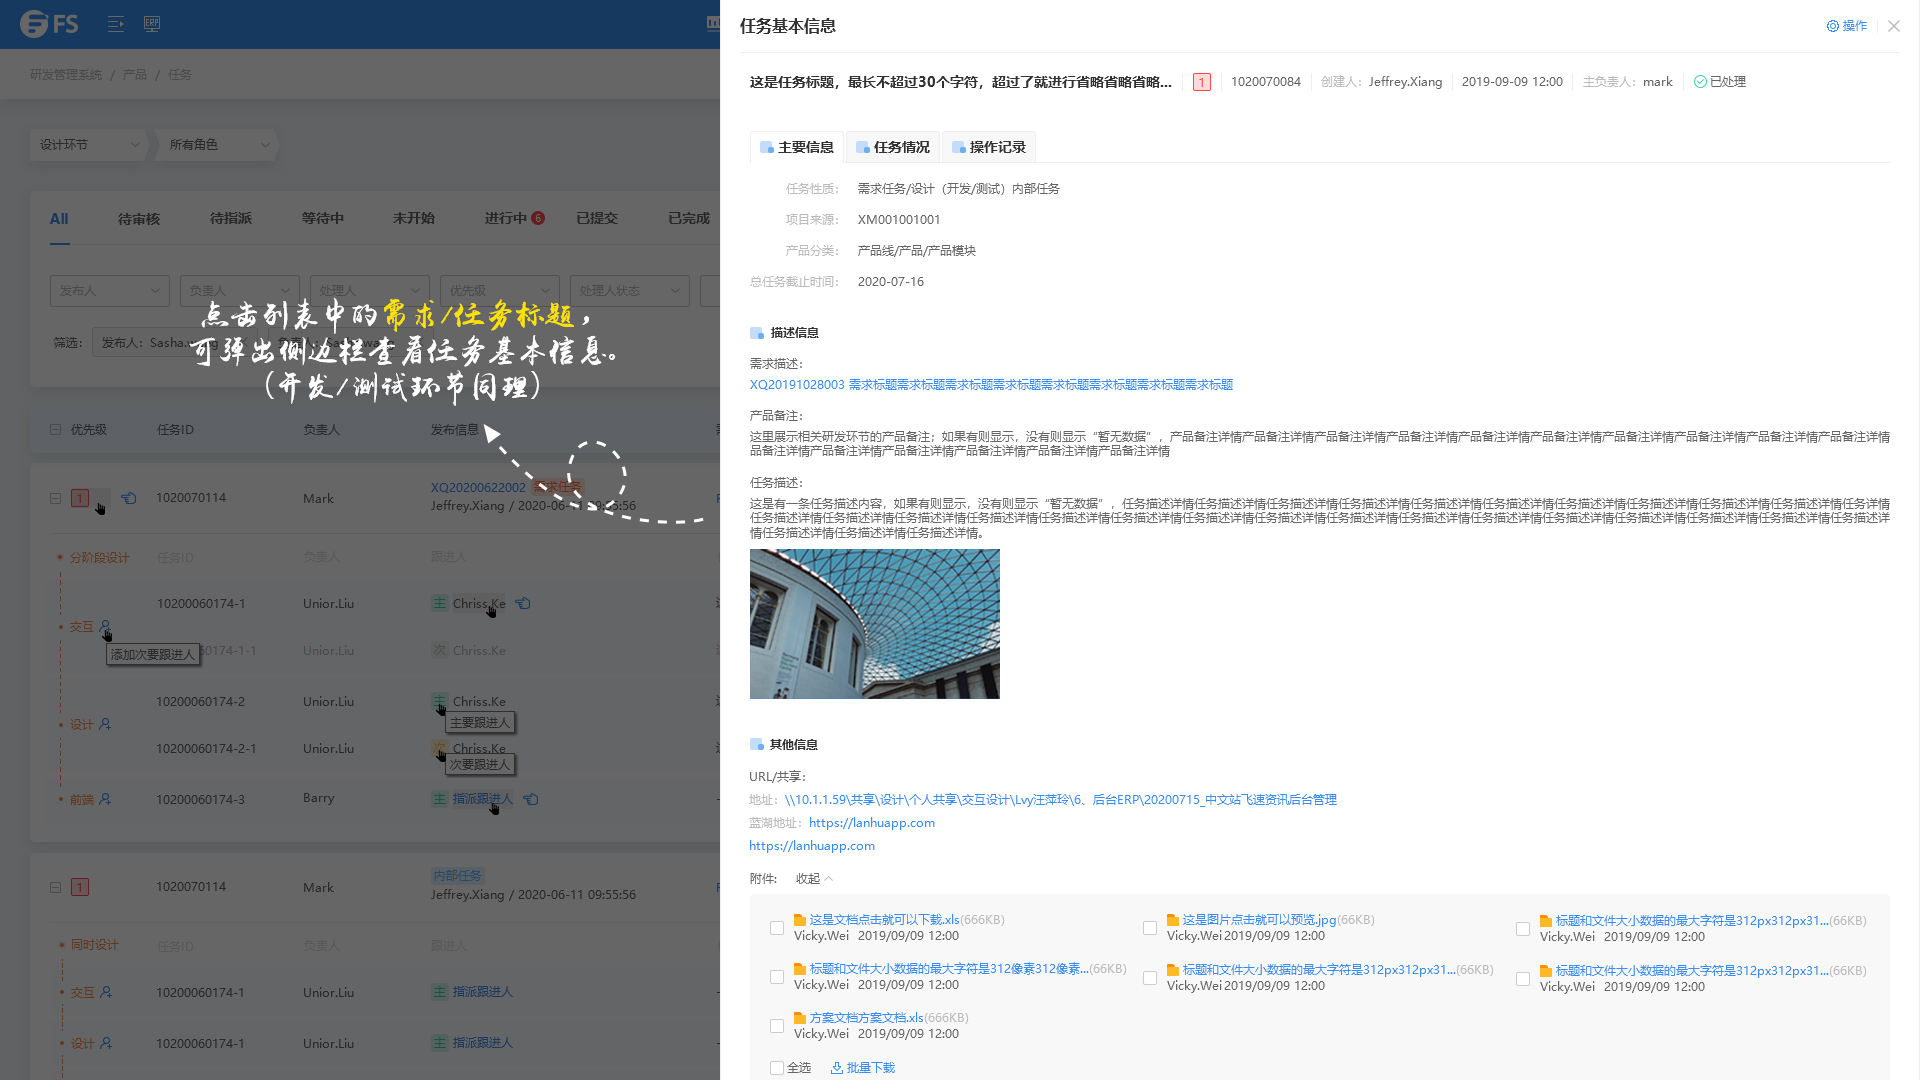 FS
ERP
研发管理系统 / 产品 / 任务
设计环节
所有角色
All
待审核
待指派
等待中
未开始
进行中 6
已提交
已完成
发布人
负责人
处理人
优先级
处理人状态
点击列表中的需求/任务标题，
可弹出侧边栏查看任务基本信息。
（开发/测试环节同理）
筛选：
发布人：Sasha.
优先级
任务ID
负责人
发布信息
1
1020070114
Mark
XQ20200622002 需求任务
Jeffrey.Xiang / 2020-06-11 09:55:56
分阶段设计
任务ID
负责人
跟进人
10200060174-1
Unior.Liu
主 Chriss.Ke
交互
添加次要跟进人
60174-1-1
Unior.Liu
次 Chriss.Ke
10200060174-2
Unior.Liu
主 Chriss.Ke
主要跟进人
设计
10200060174-2-1
Unior.Liu
次 Chriss.Ke
次要跟进人
前端
10200060174-3
Barry
主 指派跟进人
1
1020070114
Mark
内部任务
Jeffrey.Xiang / 2020-06-11 09:55:56
同时设计
任务ID
负责人
跟进人
交互
10200060174-1
Unior.Liu
主 指派跟进人
设计
10200060174-1
Unior.Liu
主 指派跟进人
任务基本信息
操作
这是任务标题，最长不超过30个字符，超过了就进行省略省略省略...
1
1020070084
创建人：Jeffrey.Xiang
2019-09-09 12:00
主负责人：mark
已处理
主要信息
任务情况
操作记录
任务性质：需求任务/设计（开发/测试）内部任务
项目来源：XM001001001
产品分类：产品线/产品/产品模块
总任务截止时间：2020-07-16
描述信息
需求描述：
XQ20191028003 需求标题需求标题需求标题需求标题需求标题需求标题需求标题需求标题
产品备注：
这里展示相关研发环节的产品备注；如果有则显示，没有则显示“暂无数据”，产品备注详情产品备注详情产品备注详情产品备注详情产品备注详情产品备注详情产品备注详情产品备注详情产品备注详情产品备注详情
品备注详情产品备注详情产品备注详情产品备注详情产品备注详情产品备注详情
任务描述：
这是有一条任务描述内容，如果有则显示，没有则显示“暂无数据”，任务描述详情任务描述详情任务描述详情任务描述详情任务描述详情任务描述详情任务描述详情任务描述详情任务描述详情任务描述详情任务详情
任务描述详情任务描述详情任务描述详情任务描述详情任务描述详情任务描述详情任务描述详情任务描述详情任务描述详情任务描述详情任务描述详情任务描述详情任务描述详情任务描述详情任务描述详情任务描述详
情任务描述详情任务描述详情任务描述详情。
其他信息
URL/共享：
地址：\\10.1.1.59\共享\设计\个人共享\交互设计\Lvy汪萍玲\6、后台ERP\20200715_中文站飞速资讯后台管理
蓝湖地址：https://lanhuapp.com
https://lanhuapp.com
附件： 收起
这是文档点击就可以下载.xls(666KB)
Vicky.Wei 2019/09/09 12:00
这是图片点击就可以预览.jpg(66KB)
Vicky.Wei 2019/09/09 12:00
标题和文件大小数据的最大字符是312px312px31...(66KB)
Vicky.Wei 2019/09/09 12:00
标题和文件大小数据的最大字符是312像素312像素...(66KB)
Vicky.Wei 2019/09/09 12:00
标题和文件大小数据的最大字符是312px312px31...(66KB)
Vicky.Wei 2019/09/09 12:00
标题和文件大小数据的最大字符是312px312px31...(66KB)
Vicky.Wei 2019/09/09 12:00
方案文档方案文档.xls(666KB)
Vicky.Wei 2019/09/09 12:00
全选
批量下载